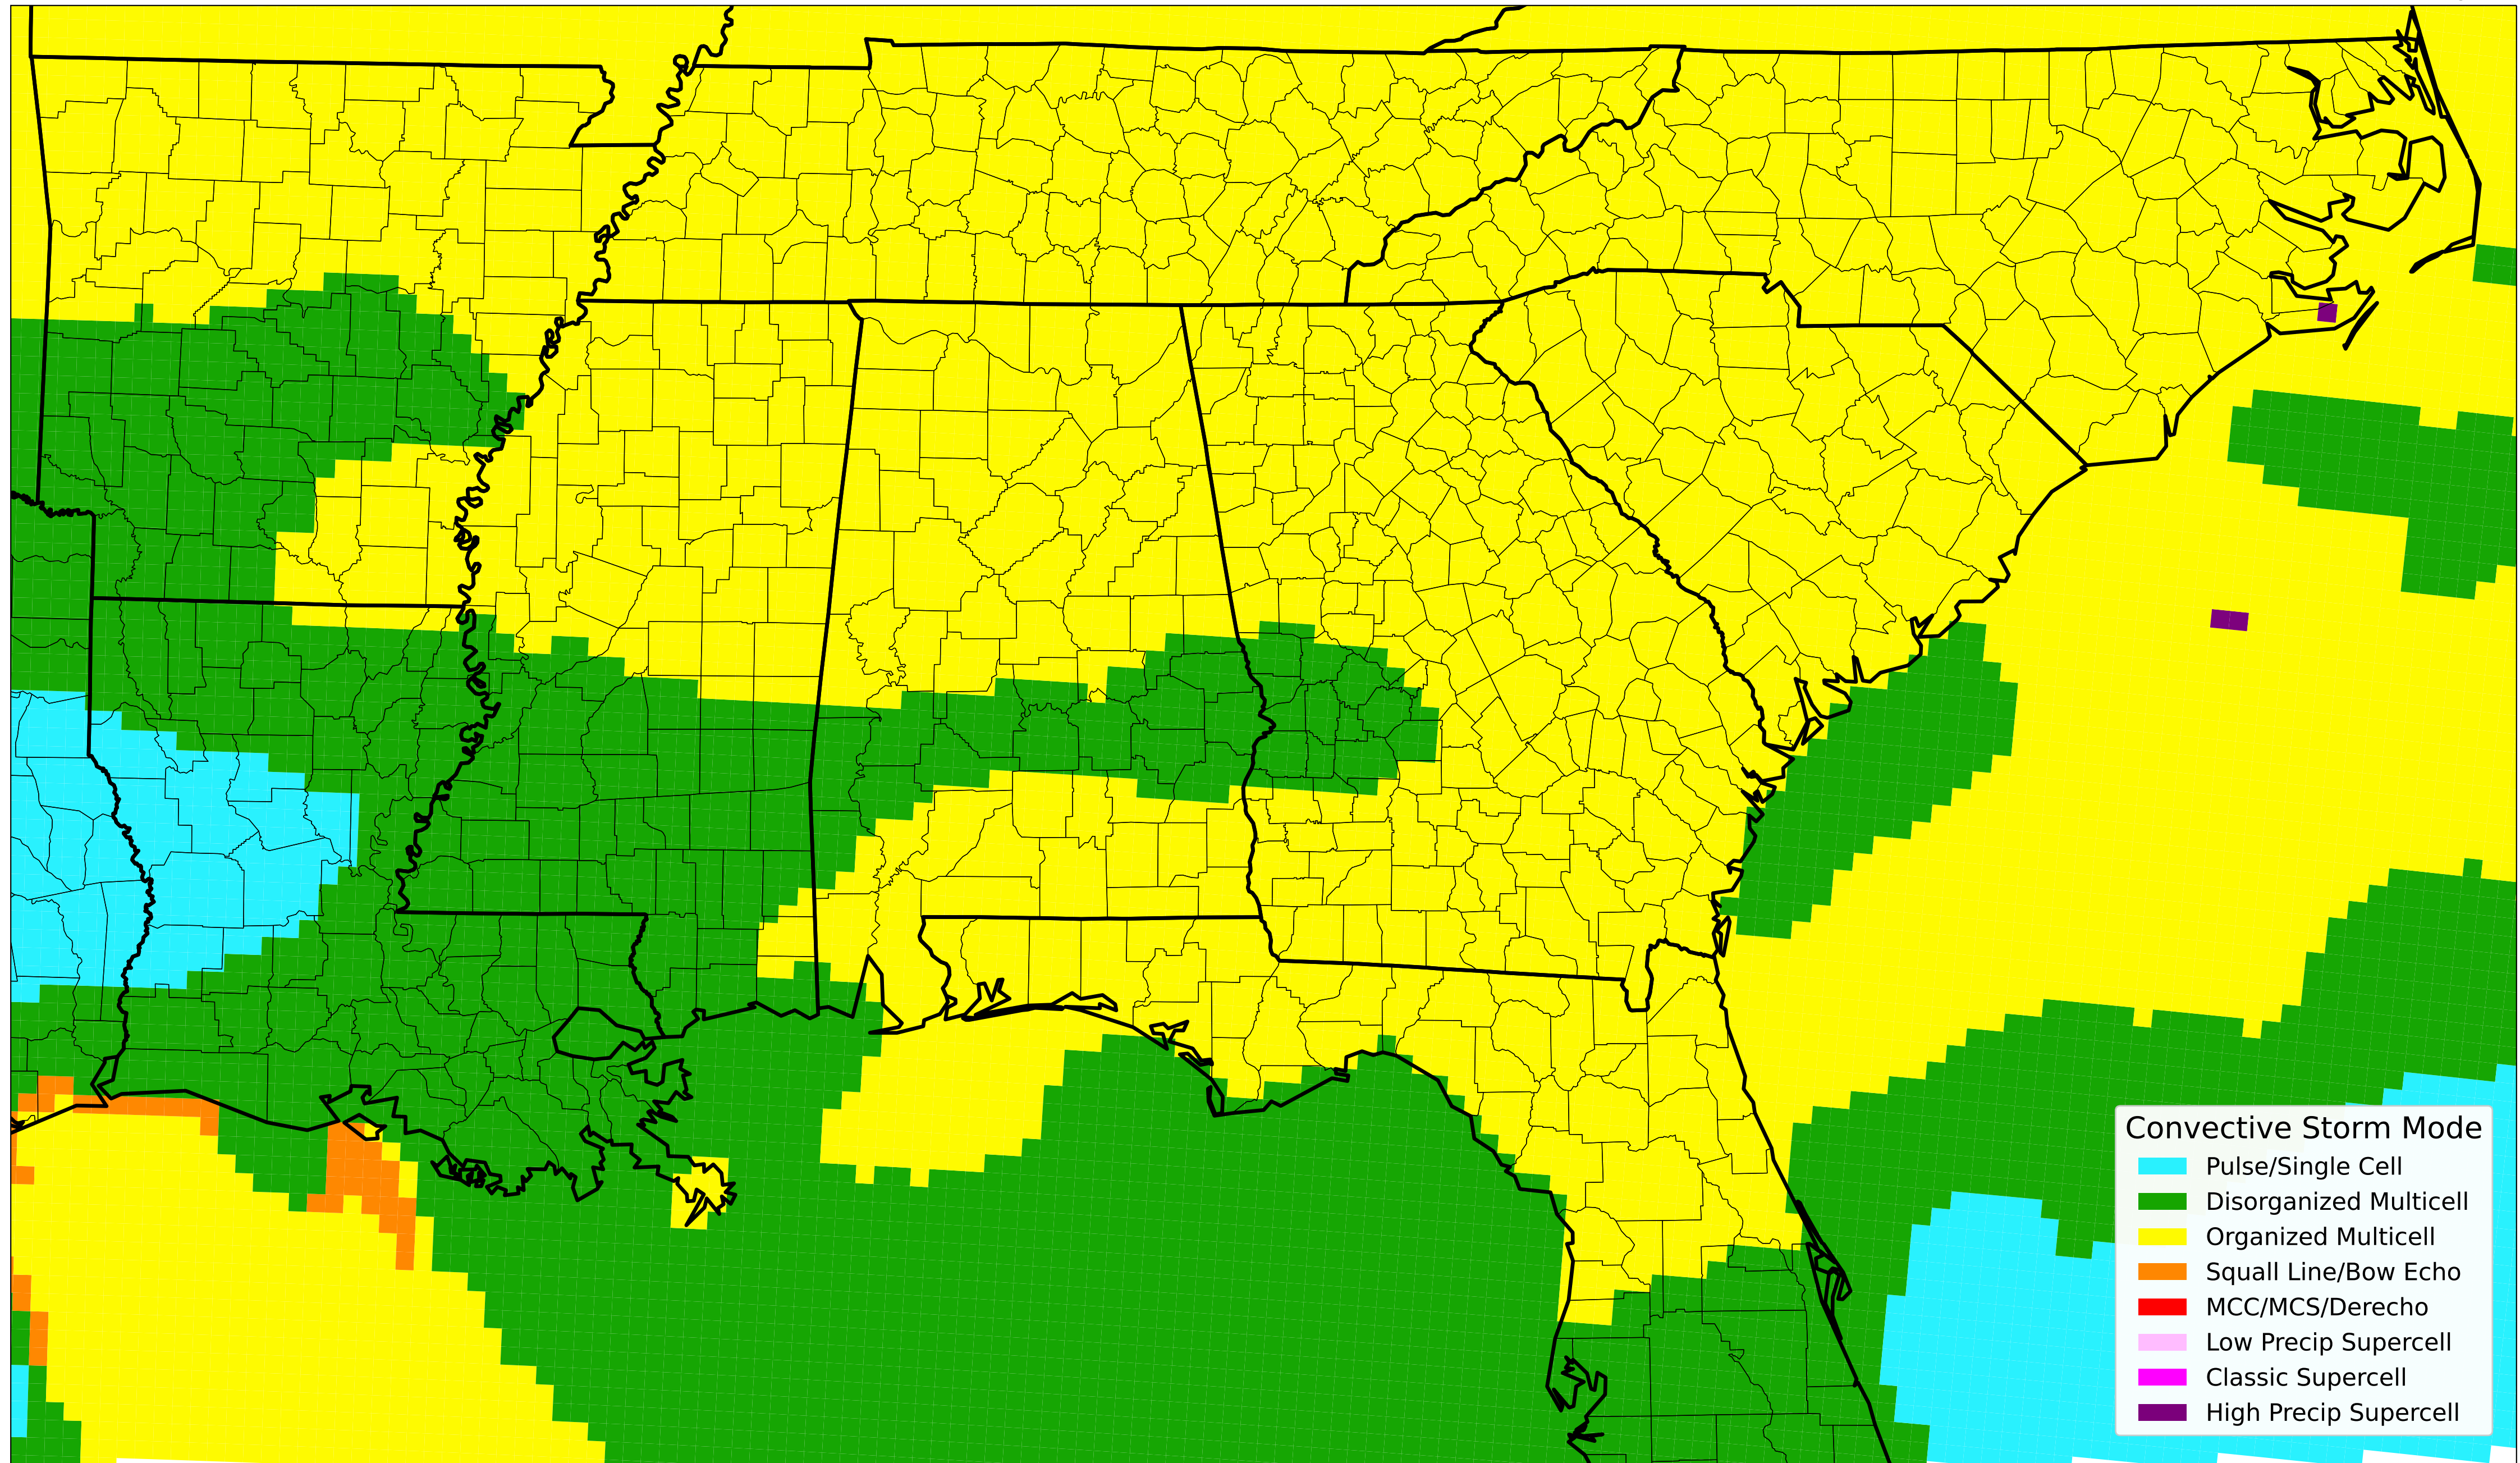 Convective Storm Mode
Pulse/Single Cell
Disorganized Multicell
Organized Multicell
Squall Line/Bow Echo
MCC/MCS/Derecho
Low Precip Supercell
Classic Supercell
High Precip Supercell